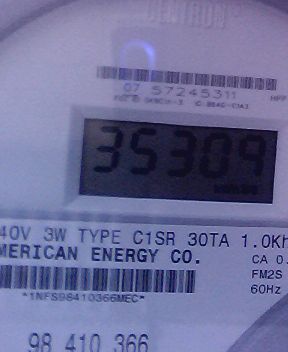 CENTRON
07 57245311
35309
40V 3W TYPE C1SR 30TA 1.0Kh
MERICAN ENERGY CO.
CA 0.
FM2S
60Hz
*1NFS98410366MEC*
98 410 366